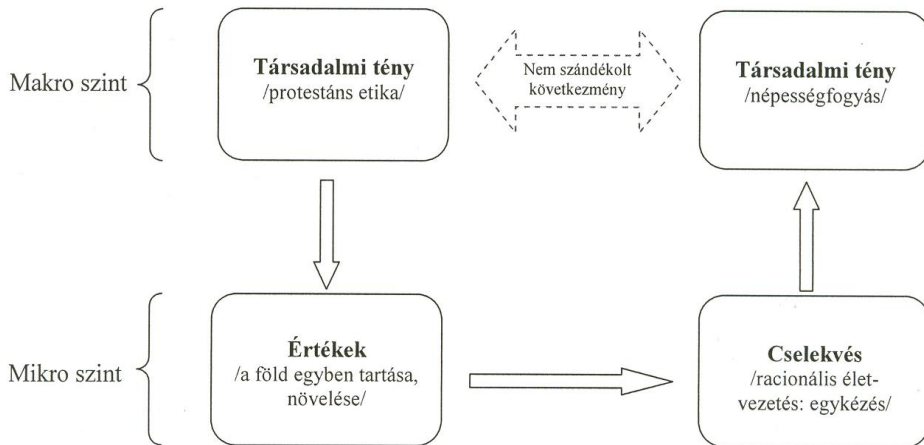 Makro szint
Társadalmi tény
/protestáns etika/
Nem szándékolt
következmény
Társadalmi tény
/népességfogyás/
Mikro szint
Értékek
/a föld egyben tartása,
növelése/
Cselekvés
/racionális élet-
vezetés: egykézés/